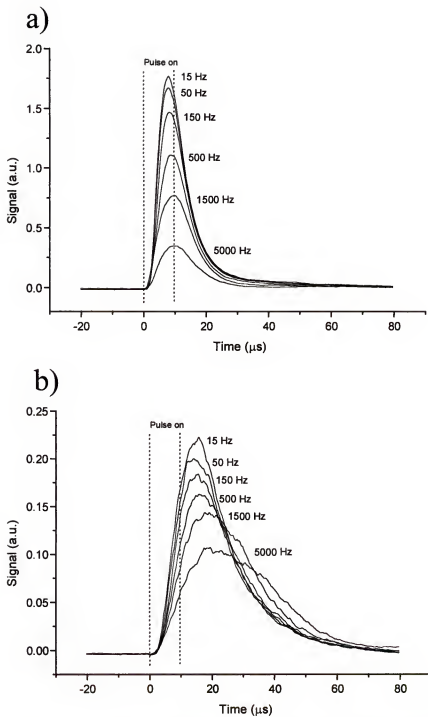 a)
Pulse on
2.0
15 Hz
50 Hz
1.5
150 Hz
500 Hz
1.0
1500 Hz
0.5
5000 Hz
0.0
Signal (a.u.)
-20 0 20 40 60 80
Time (μs)
b)
0.25
Pulse on
15 Hz
0.20
50 Hz
150 Hz
0.15
500 Hz
1500 Hz
0.10
5000 Hz
0.05
0.00
Signal (a.u.)
-20 0 20 40 60 80
Time (μs)